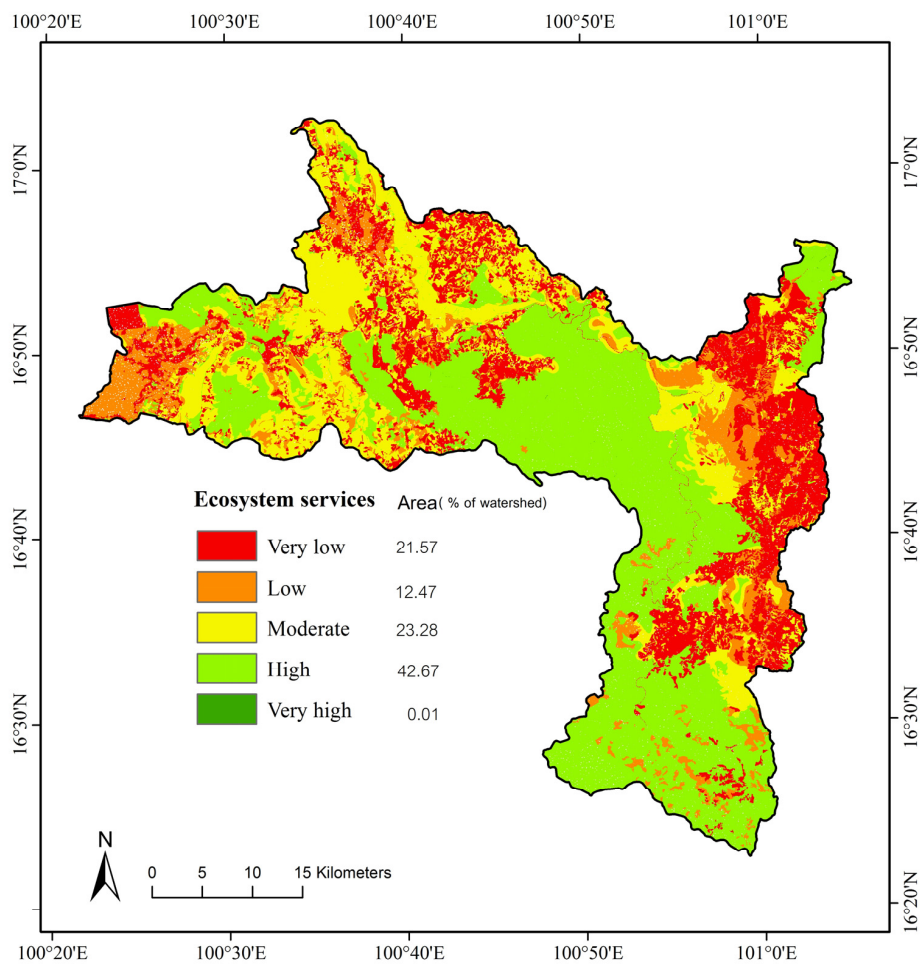 100°20'E 100°30'E 100°40'E 100°50'E 101°0'E
17°0'N 17°0'N
16°50'N 16°50'N
Ecosystem services Area( % of watershed)
Very low 21.57
16°40'N 16°40'N
Low 12.47
Moderate 23.28
High 42.67
Very high 0.01
16°30'N 16°30'N
N
0 5 10 15 Kilometers
16°20'N
100°20'E 100°30'E 100°40'E 100°50'E 101°0'E